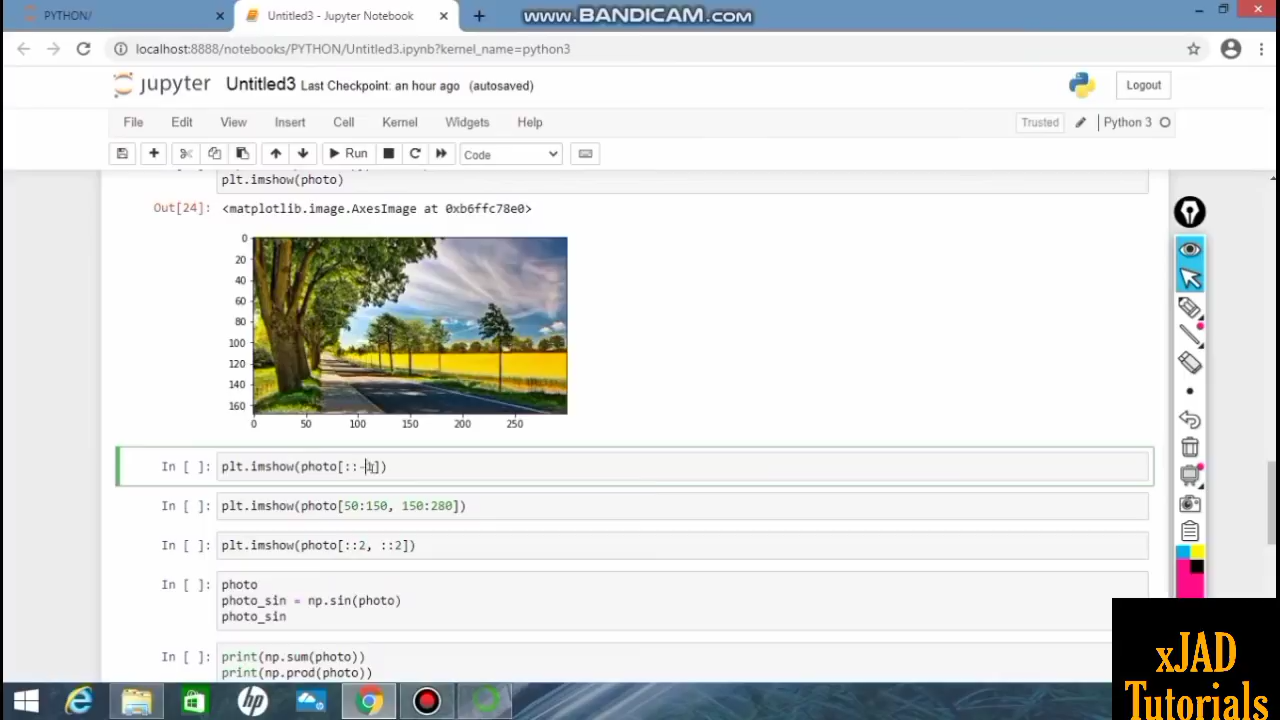 PYTHON/
Untitled3 - Jupyter Notebook
www.BANDICAM.com
localhost:8888/notebooks/PYTHON/Untitled3.ipynb?kernel_name=python3
jupyter Untitled3 Last Checkpoint: an hour ago (autosaved)
Logout
File Edit View Insert Cell Kernel Widgets Help
Trusted Python 3
Run Code
plt.imshow(photo)
Out[24]: <matplotlib.image.AxesImage at 0xb6ffc78e0>
0
20
40
60
80
100
120
140
160
0 50 100 150 200 250
In [ ]: plt.imshow(photo[::-1])
In [ ]: plt.imshow(photo[50:150, 150:280])
In [ ]: plt.imshow(photo[::2, ::2])
In [ ]: photo
photo_sin = np.sin(photo)
photo_sin
In [ ]: print(np.sum(photo))
print(np.prod(photo))
hp
xJAD
Tutorials